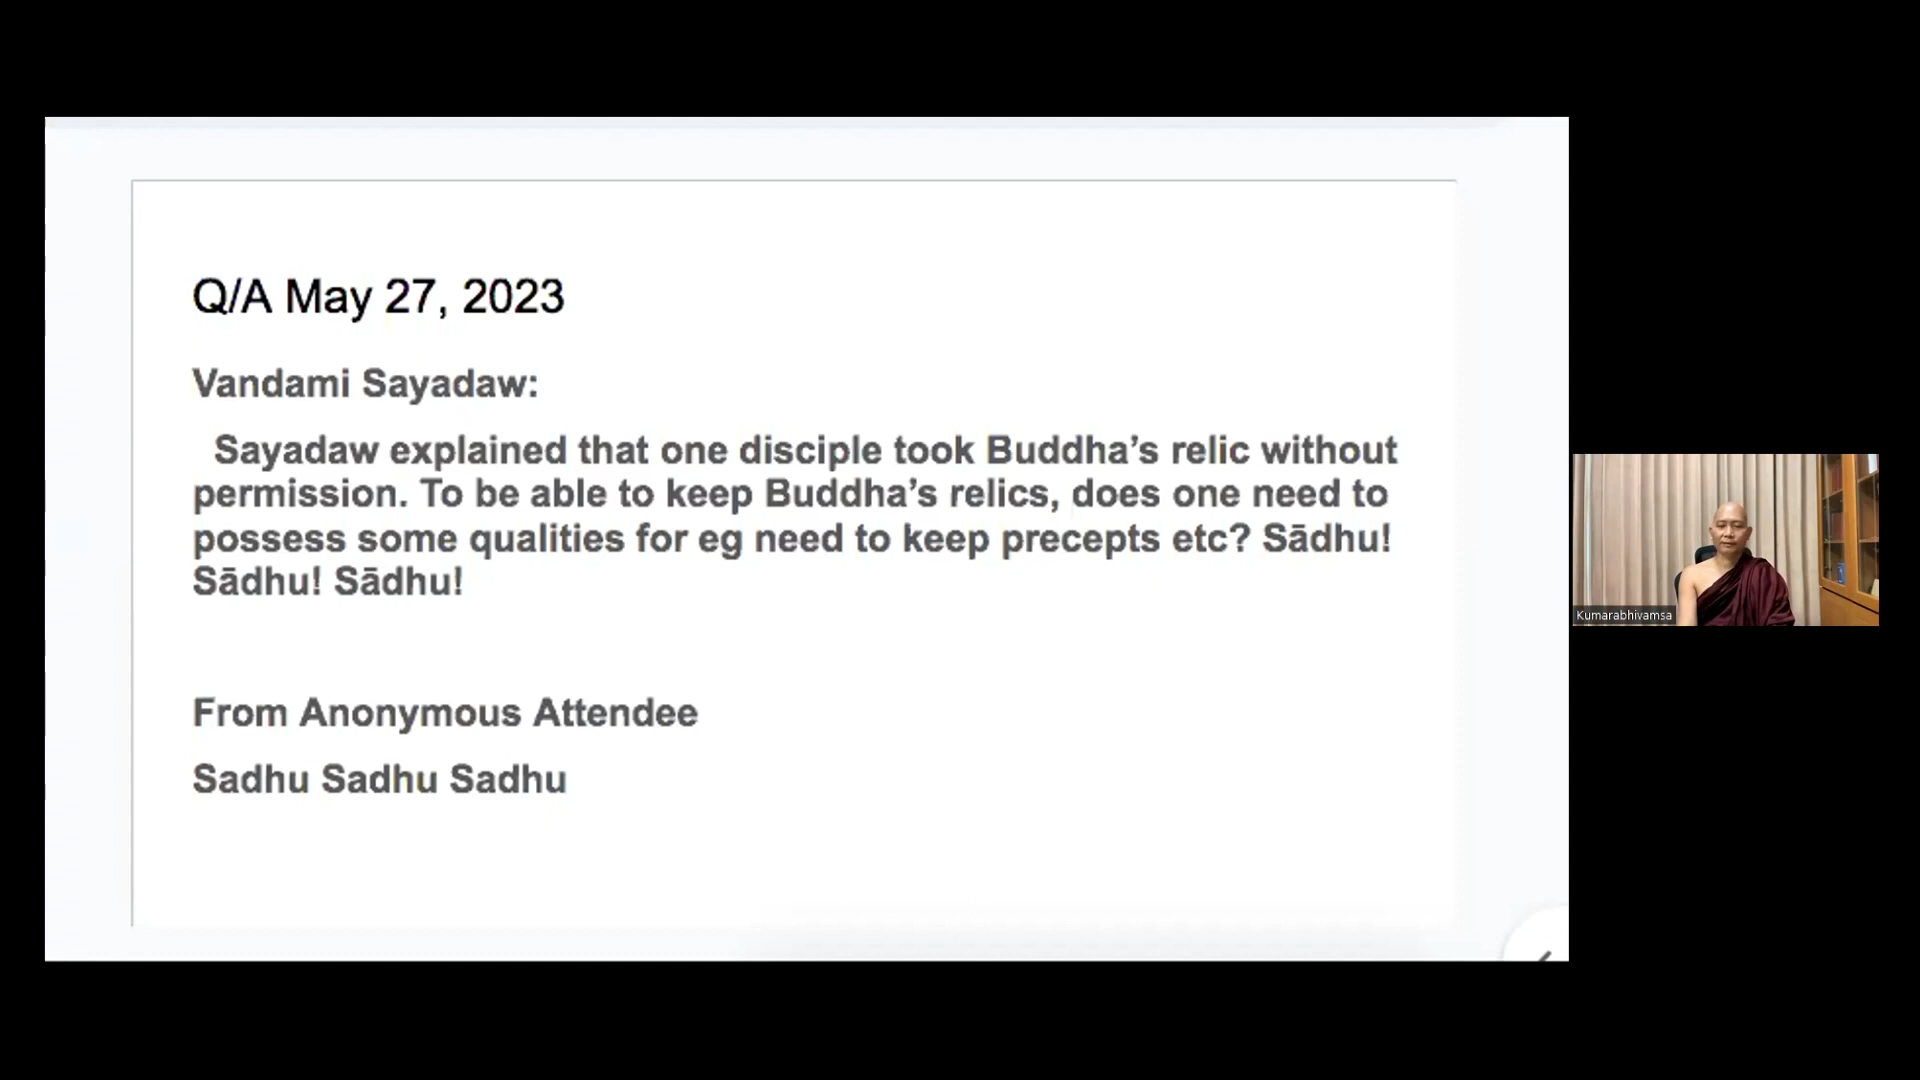 Q/A May 27, 2023
Vandami Sayadaw:
Sayadaw explained that one disciple took Buddha’s relic without
permission. To be able to keep Buddha’s relics, does one need to
possess some qualities for eg need to keep precepts etc? Sādhu!
Sādhu! Sādhu!
From Anonymous Attendee
Sadhu Sadhu Sadhu
Kumarabhivamsa